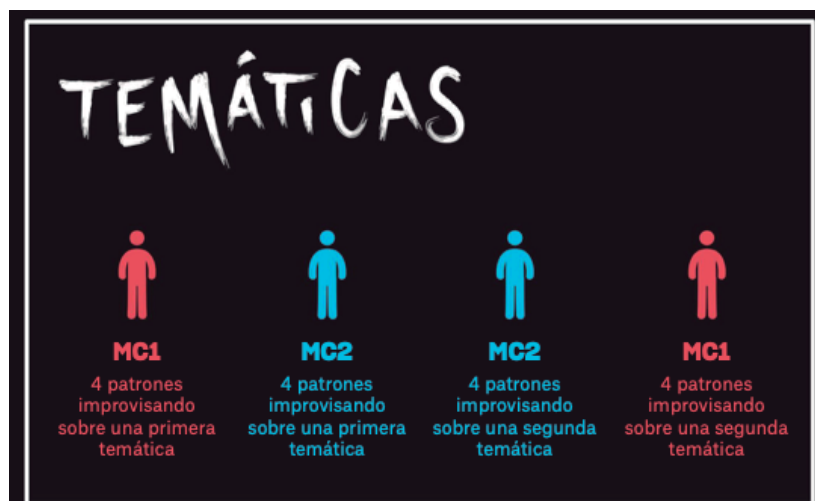 TEMÁTICAS
MC1
4 patrones
improvisando
sobre una primera
temática
MC2
4 patrones
improvisando
sobre una primera
temática
MC2
4 patrones
improvisando
sobre una segunda
temática
MC1
4 patrones
improvisando
sobre una segunda
temática